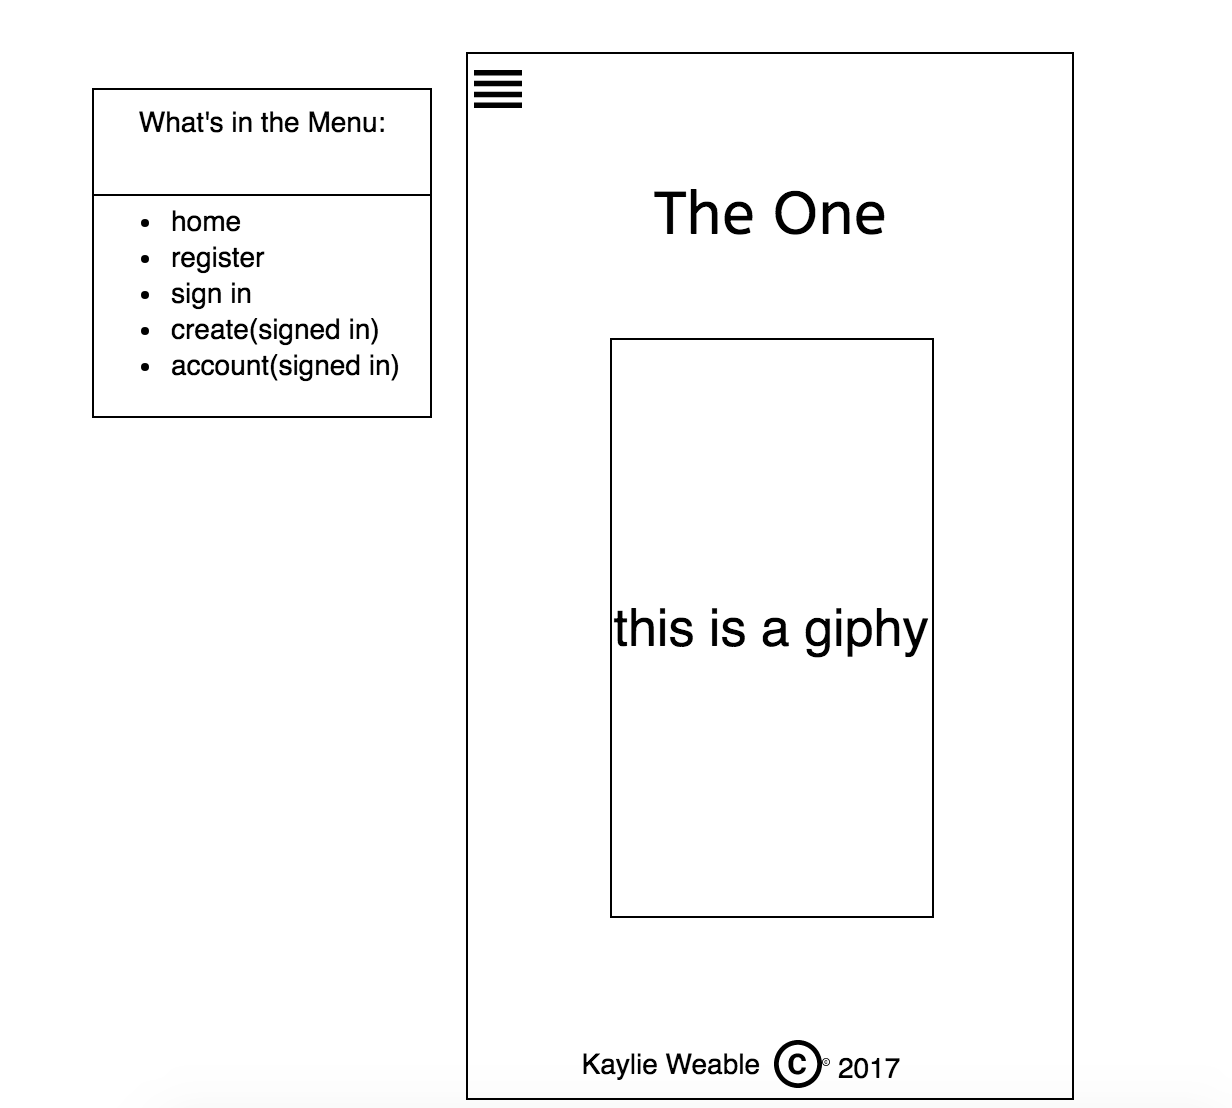 What's in the Menu:
• home
• register
• sign in
• create(signed in)
• account(signed in)
The One
this is a giphy
Kaylie Weable © © 2017